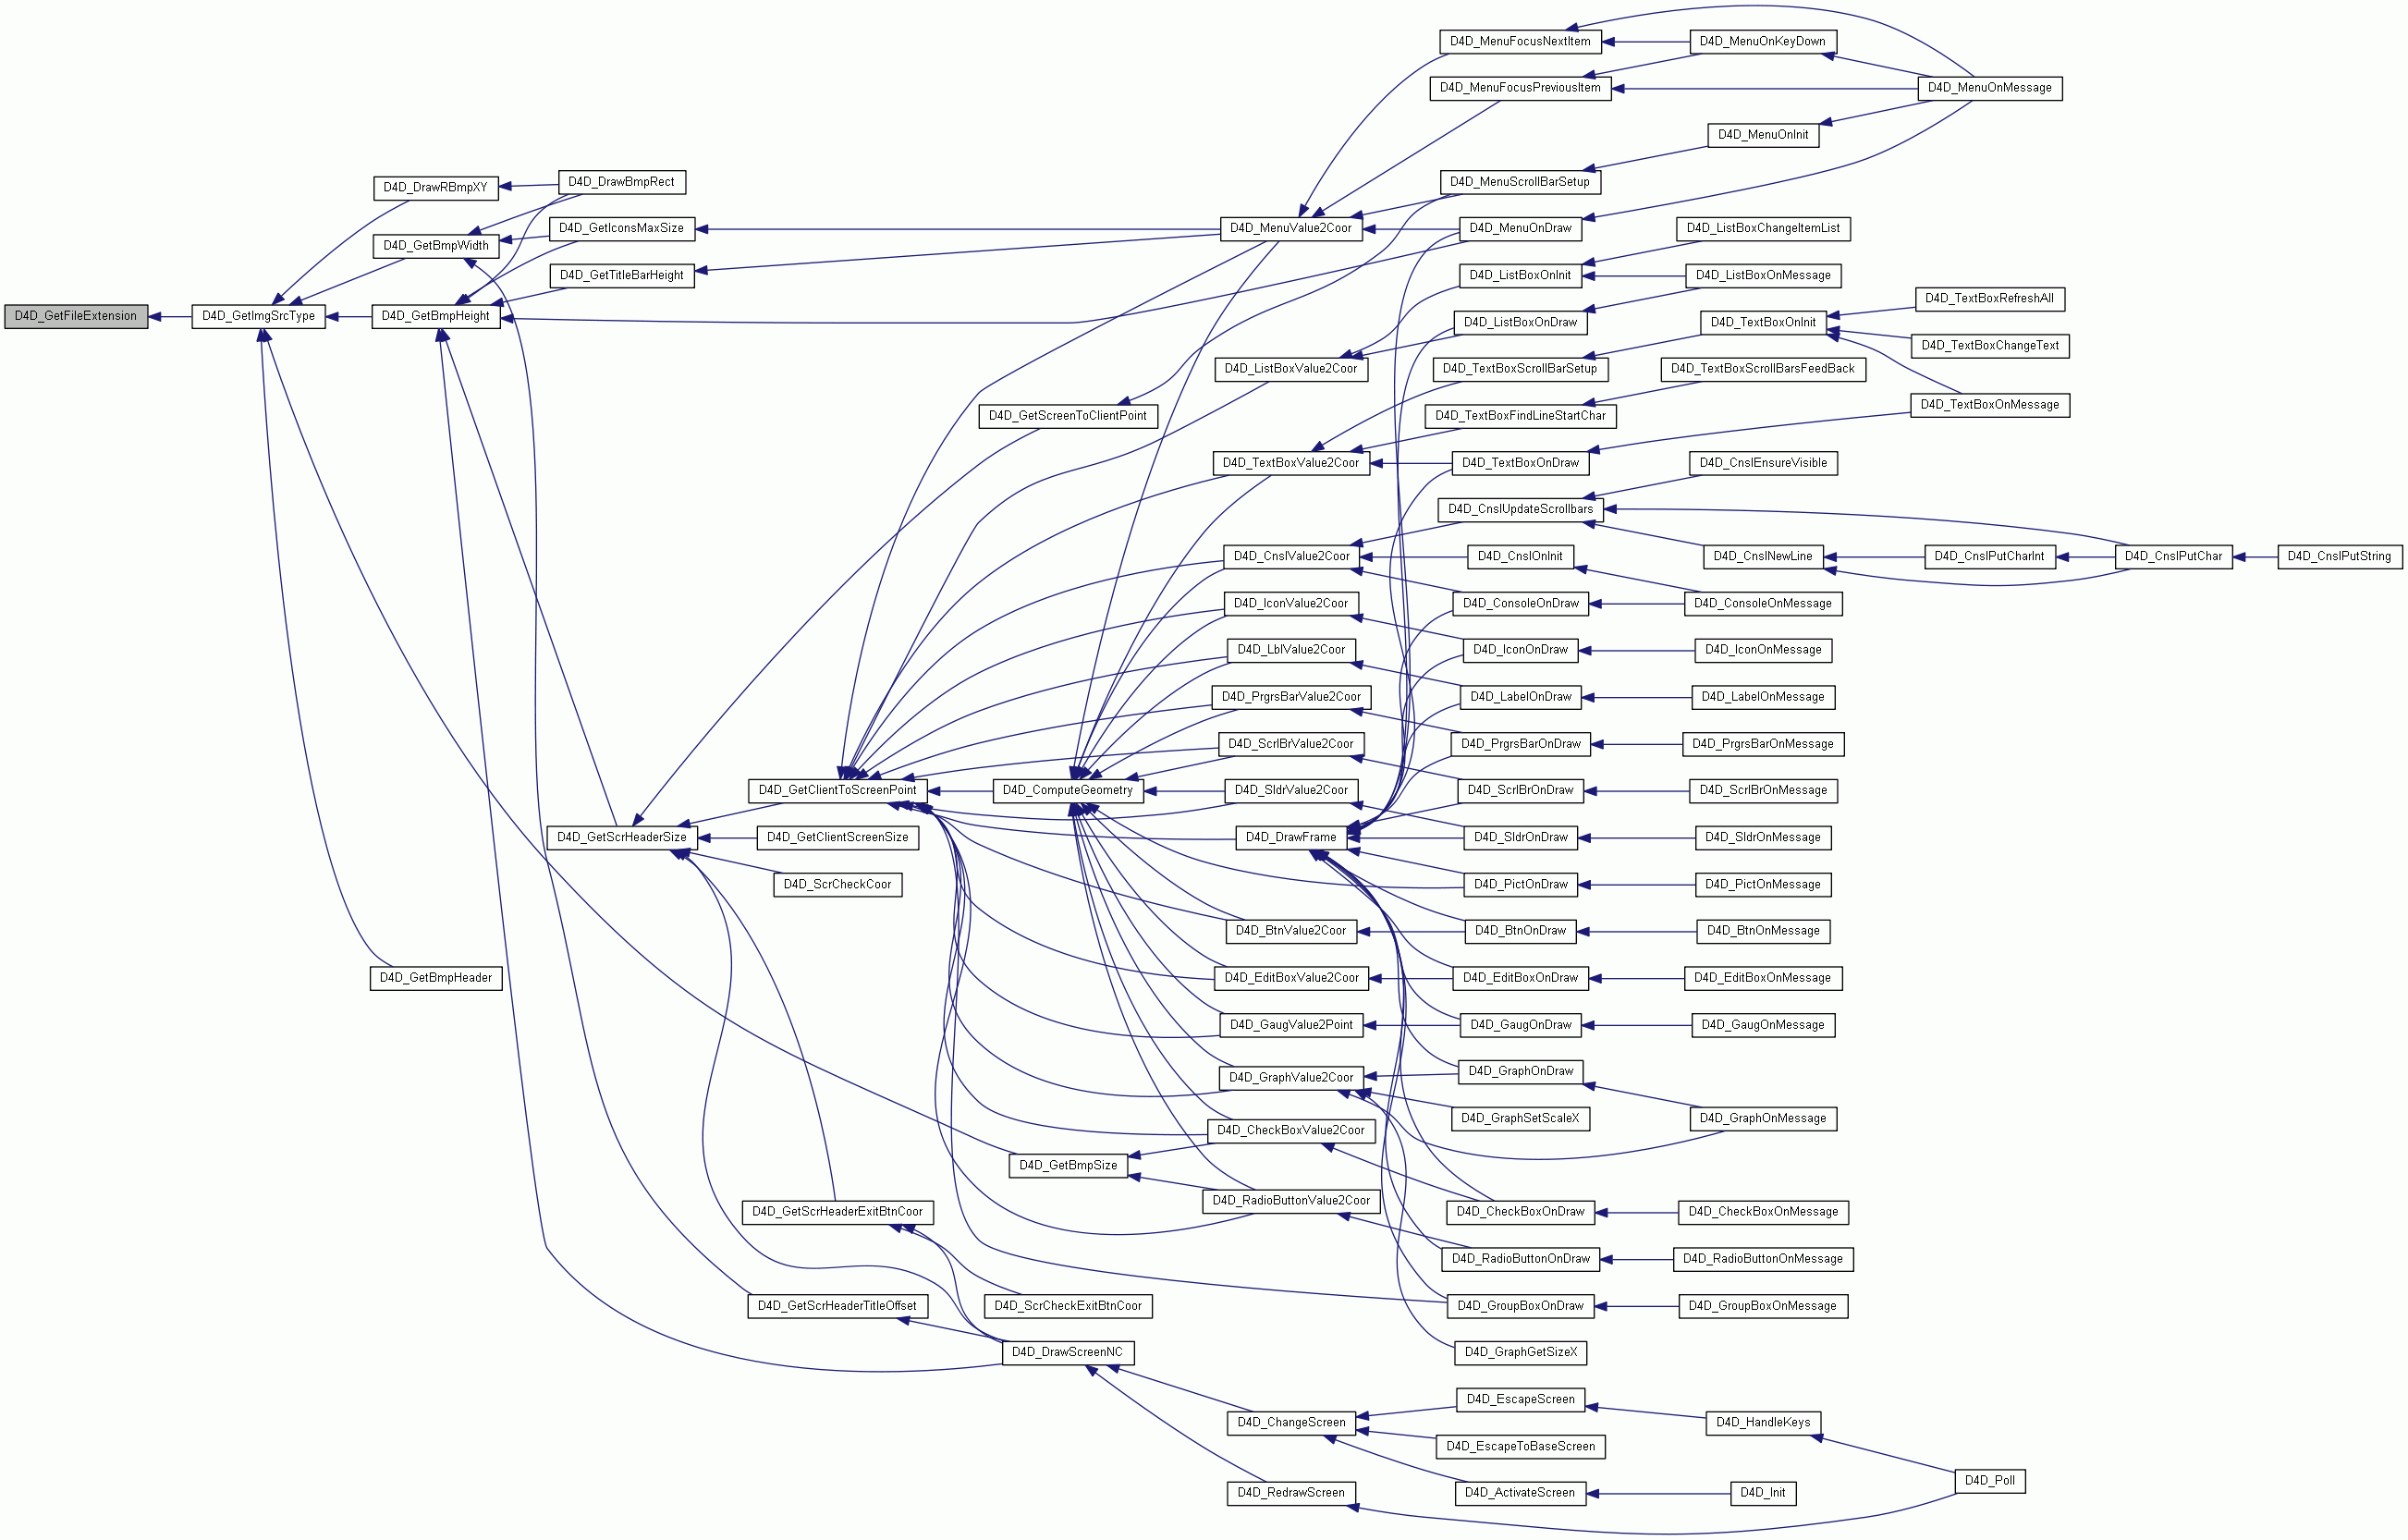 D4D_GetFileExtension
D4D_GetImgSrcType
D4D_DrawRBmpXY
D4D_GetBmpWidth
D4D_GetBmpHeight
D4D_GetBmpHeader
D4D_DrawBmpRect
D4D_GetIconsMaxSize
D4D_GetTitleBarHeight
D4D_GetScrHeaderSize
D4D_GetClientToScreenPoint
D4D_GetClientScreenSize
D4D_ScrCheckCoor
D4D_GetScrHeaderExitBtnCoor
D4D_GetScrHeaderTitleOffset
D4D_GetScreenToClientPoint
D4D_ComputeGeometry
D4D_GetBmpSize
D4D_ScrCheckExitBtnCoor
D4D_DrawScreenNC
D4D_MenuValue2Coor
D4D_ListBoxValue2Coor
D4D_TextBoxValue2Coor
D4D_CnslValue2Coor
D4D_IconValue2Coor
D4D_LblValue2Coor
D4D_PrgrsBarValue2Coor
D4D_ScrlBrValue2Coor
D4D_SldrValue2Coor
D4D_DrawFrame
D4D_BtnValue2Coor
D4D_EditBoxValue2Coor
D4D_GaugValue2Point
D4D_GraphValue2Coor
D4D_CheckBoxValue2Coor
D4D_RadioButtonValue2Coor
D4D_ChangeScreen
D4D_RedrawScreen
D4D_MenuFocusNextItem
D4D_MenuFocusPreviousItem
D4D_MenuScrollBarSetup
D4D_MenuOnDraw
D4D_ListBoxOnInit
D4D_ListBoxOnDraw
D4D_TextBoxScrollBarSetup
D4D_TextBoxFindLineStartChar
D4D_TextBoxOnDraw
D4D_CnslUpdateScrollbars
D4D_CnslOnInit
D4D_ConsoleOnDraw
D4D_IconOnDraw
D4D_LabelOnDraw
D4D_PrgrsBarOnDraw
D4D_ScrlBrOnDraw
D4D_SldrOnDraw
D4D_PictOnDraw
D4D_BtnOnDraw
D4D_EditBoxOnDraw
D4D_GaugOnDraw
D4D_GraphOnDraw
D4D_GraphSetScaleX
D4D_CheckBoxOnDraw
D4D_RadioButtonOnDraw
D4D_GroupBoxOnDraw
D4D_GraphGetSizeX
D4D_EscapeScreen
D4D_EscapeToBaseScreen
D4D_ActivateScreen
D4D_MenuOnKeyDown
D4D_MenuOnInit
D4D_ListBoxChangeItemList
D4D_ListBoxOnMessage
D4D_TextBoxOnInit
D4D_TextBoxScrollBarsFeedBack
D4D_CnslEnsureVisible
D4D_CnslNewLine
D4D_ConsoleOnMessage
D4D_IconOnMessage
D4D_LabelOnMessage
D4D_PrgrsBarOnMessage
D4D_ScrlBrOnMessage
D4D_SldrOnMessage
D4D_PictOnMessage
D4D_BtnOnMessage
D4D_EditBoxOnMessage
D4D_GaugOnMessage
D4D_GraphOnMessage
D4D_CheckBoxOnMessage
D4D_RadioButtonOnMessage
D4D_GroupBoxOnMessage
D4D_HandleKeys
D4D_Init
D4D_MenuOnMessage
D4D_TextBoxRefreshAll
D4D_TextBoxChangeText
D4D_TextBoxOnMessage
D4D_CnslPutCharInt
D4D_Poll
D4D_CnslPutChar
D4D_CnslPutString